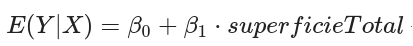 E(Y|X) = β₀ + β₁ · superficieTotal